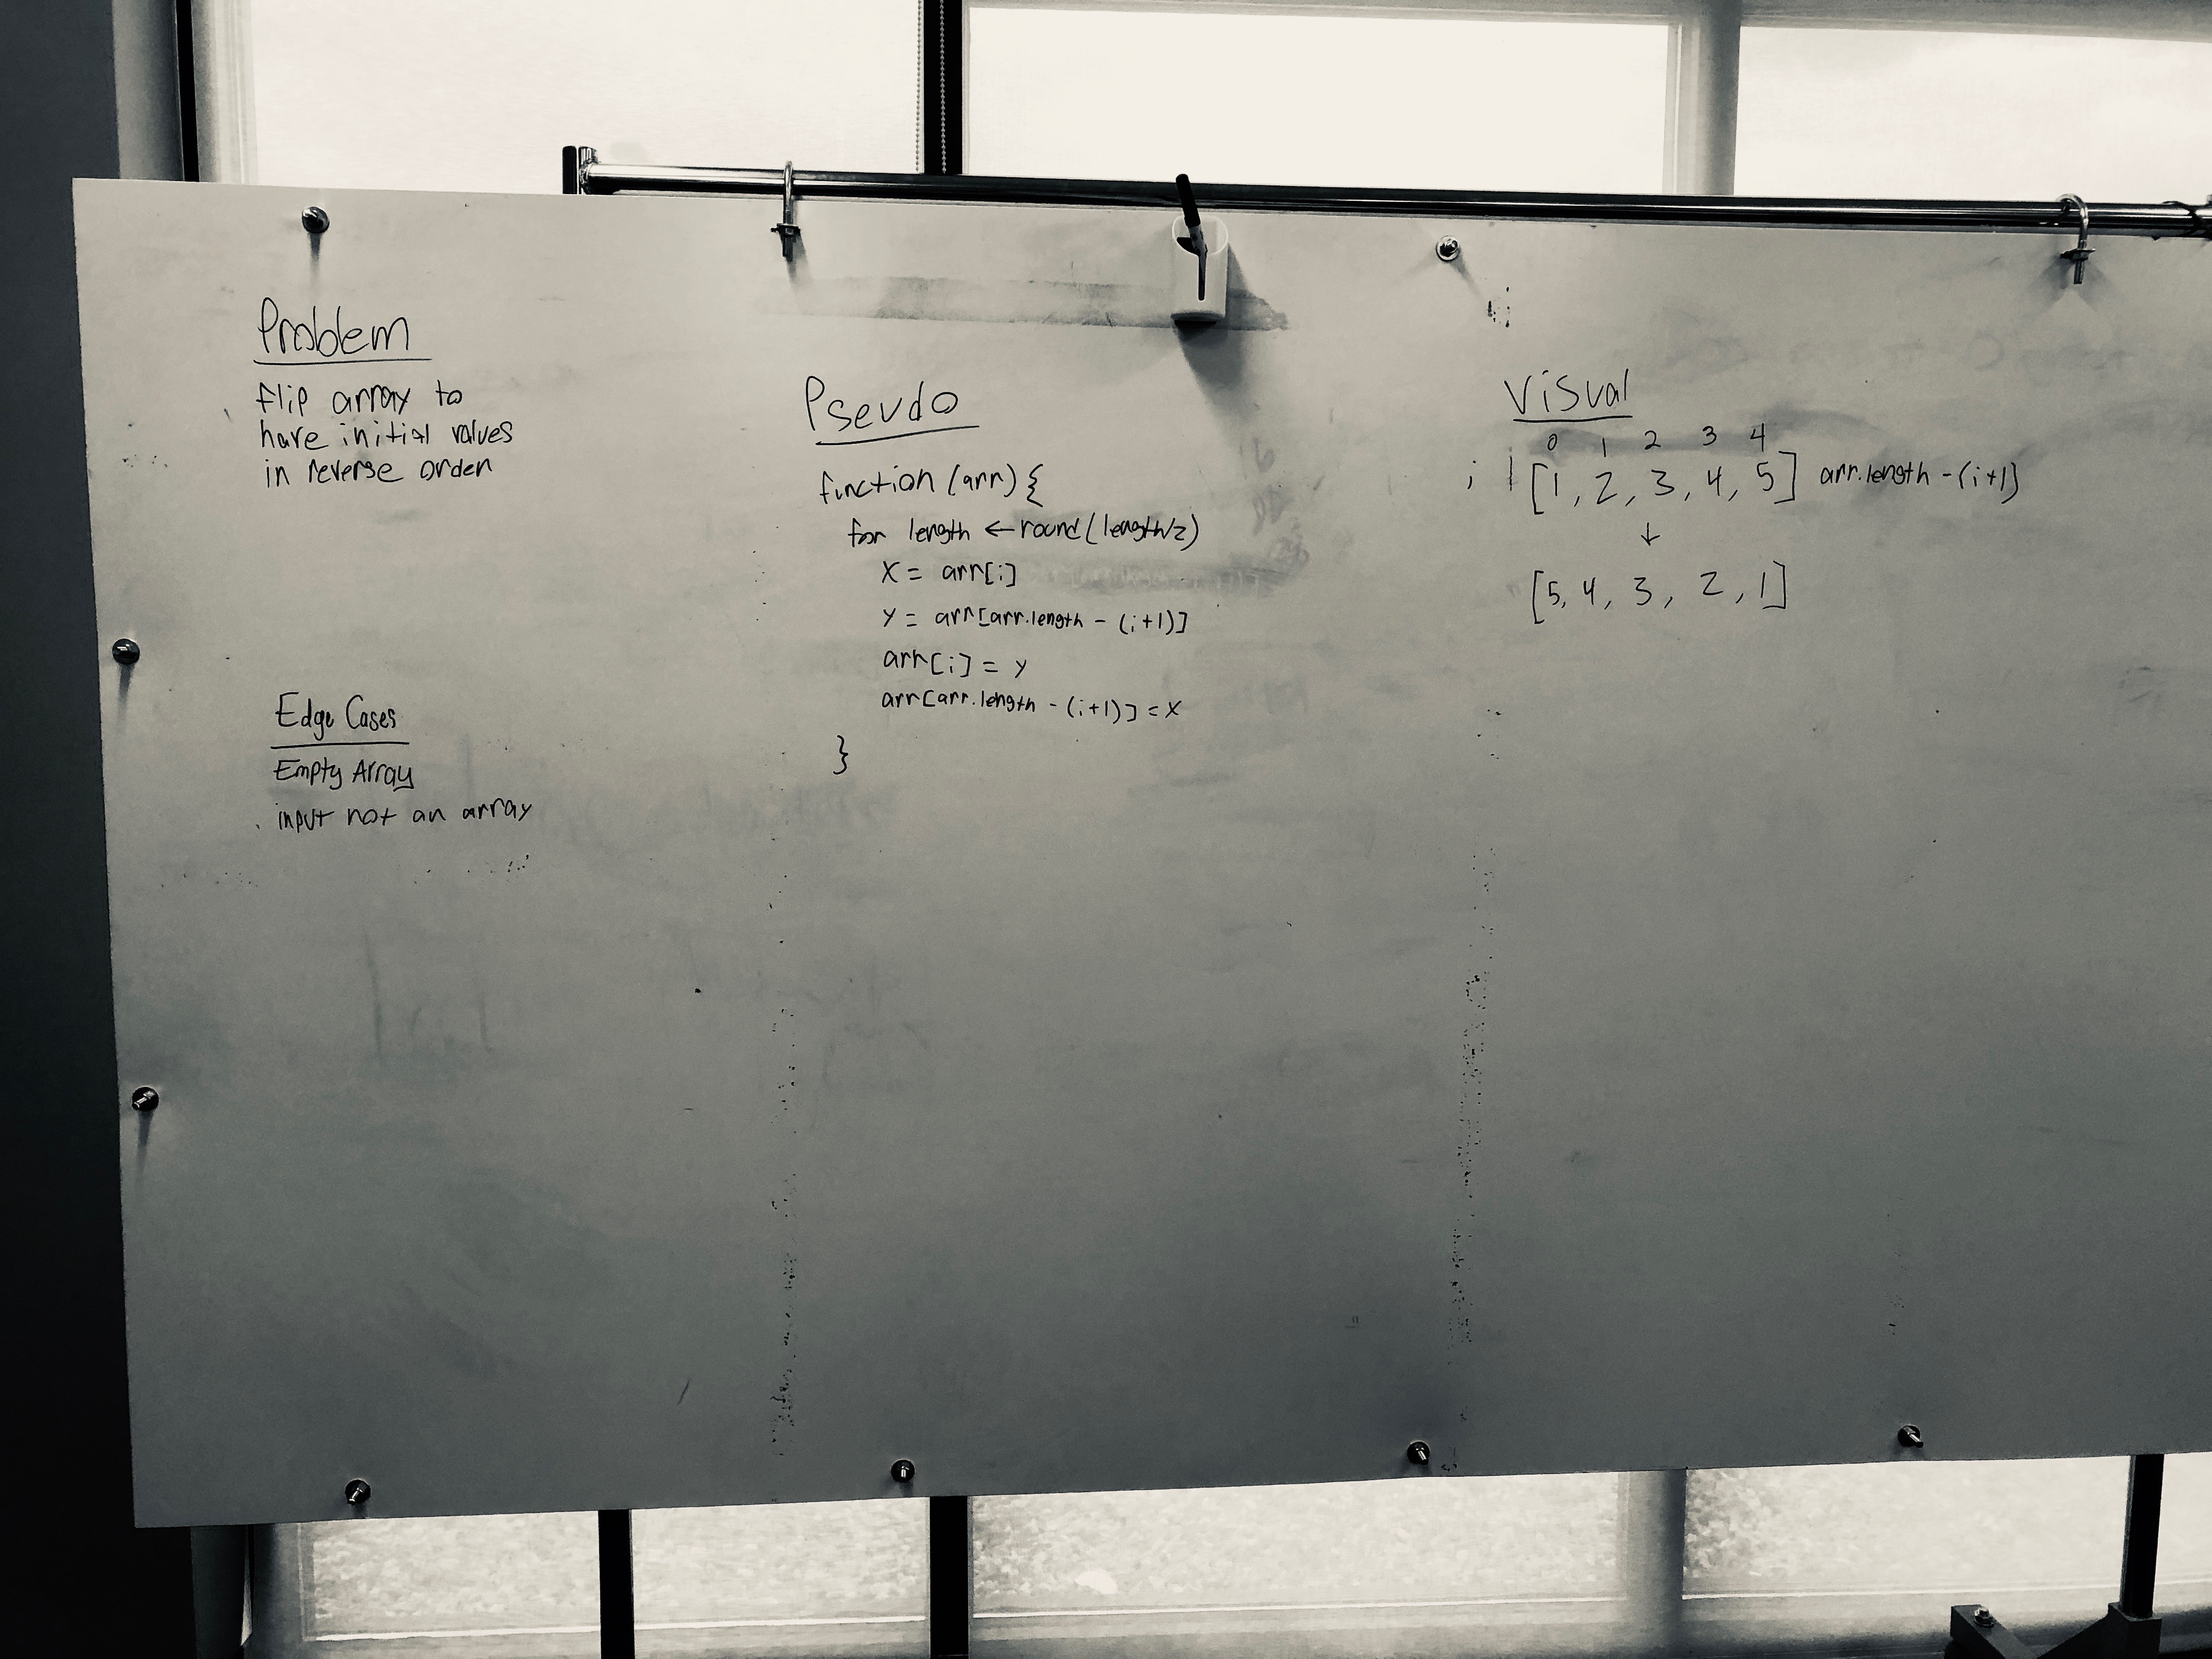 Problem
flip array to
have initial values
in reverse order
Edge Cases
Empty Array
input not an array
Pseudo
function (arr) {
for length ← round(length/2)
x = arr[i]
y = arr[arr.length - (i+1)]
arr[i] = y
arr[arr.length - (i+1)] = x
}
Visual
0 1 2 3 4
i [1, 2, 3, 4, 5] arr.length - (i+1)
↓
[5, 4, 3, 2, 1]